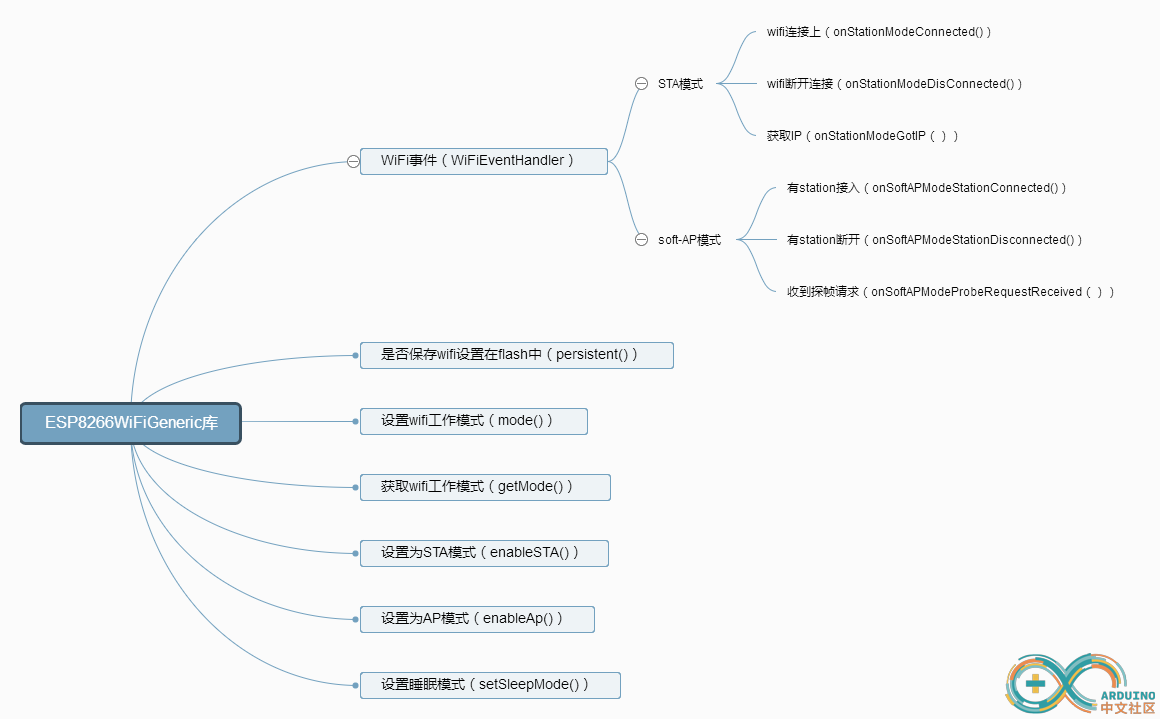 wifi连接上（onStationModeConnected()）
STA模式
wifi断开连接（onStationModeDisConnected()）
获取IP（onStationModeGotIP（））
WiFi事件（WiFiEventHandler）
有station接入（onSoftAPModeStationConnected()）
soft-AP模式
有station断开（onSoftAPModeStationDisconnected()）
收到探帧请求（onSoftAPModeProbeRequestReceived（））
是否保存wifi设置在flash中（persistent()）
ESP8266WiFiGeneric库
设置wifi工作模式（mode()）
获取wifi工作模式（getMode()）
设置为STA模式（enableSTA()）
设置为AP模式（enableAp()）
设置睡眠模式（setSleepMode()）
ARDUINO
中文社区